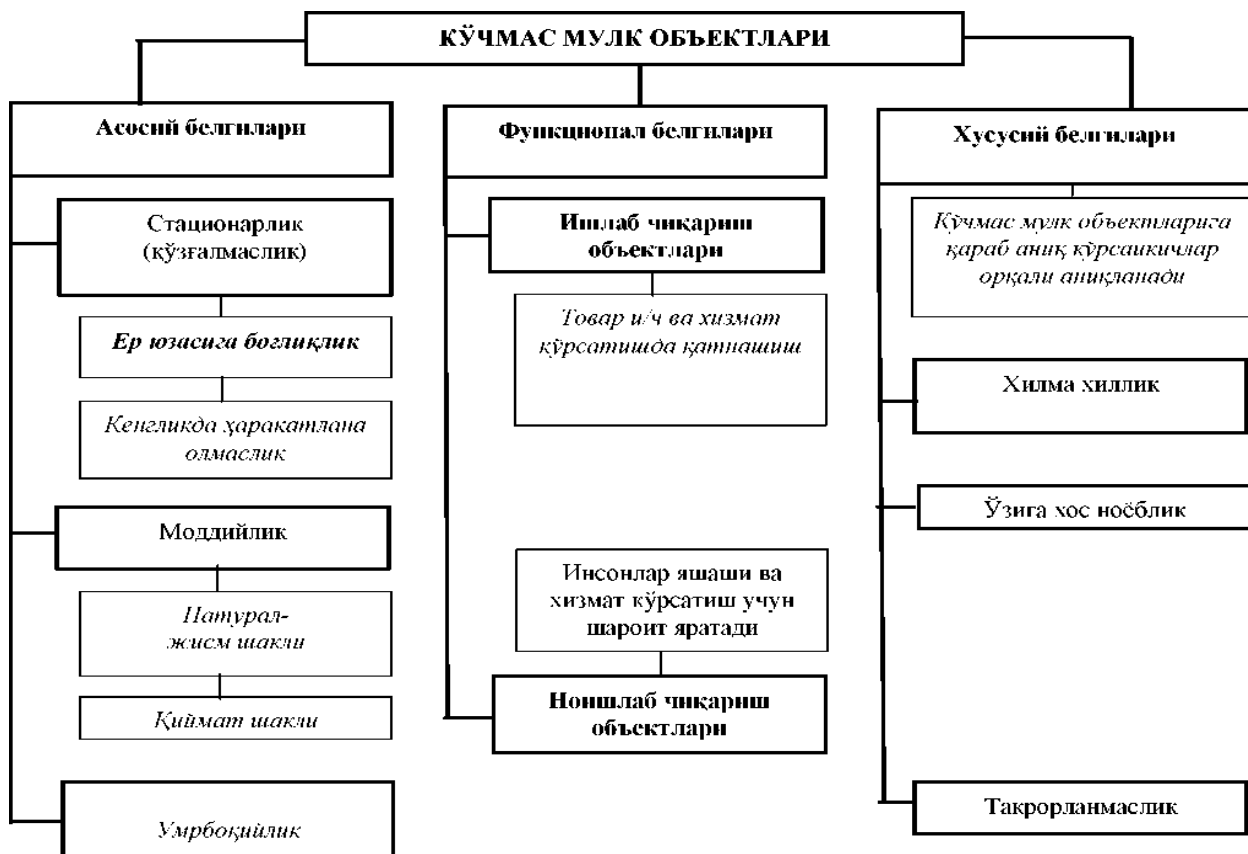 КЎЧМАС МУЛК ОБЪЕКТЛАРИ
Асосий белгилари
Стационарлик
(қўзғалмаслик)
Ер юзасига боғлиқлик
Кенгликда ҳаракатлана
олмаслик
Моддийлик
Натурал-
жисм шакли
Қиймат шакли
Умрбоқийлик
Функционал белгилари
Ишлаб чиқариш
объектлари
Товар и/ч ва хизмат
кўрсатишда қатнашиш
Инсонлар яшаши ва
хизмат кўрсатиш учун
шароит яратади
Ноишлаб чиқариш
объектлари
Хусусий белгилари
Кўчмас мулк объектларига
қараб аниқ кўрсаикичлар
орқали аниқланади
Хилма хиллик
Ўзига хос ноёблик
Такрорланмаслик